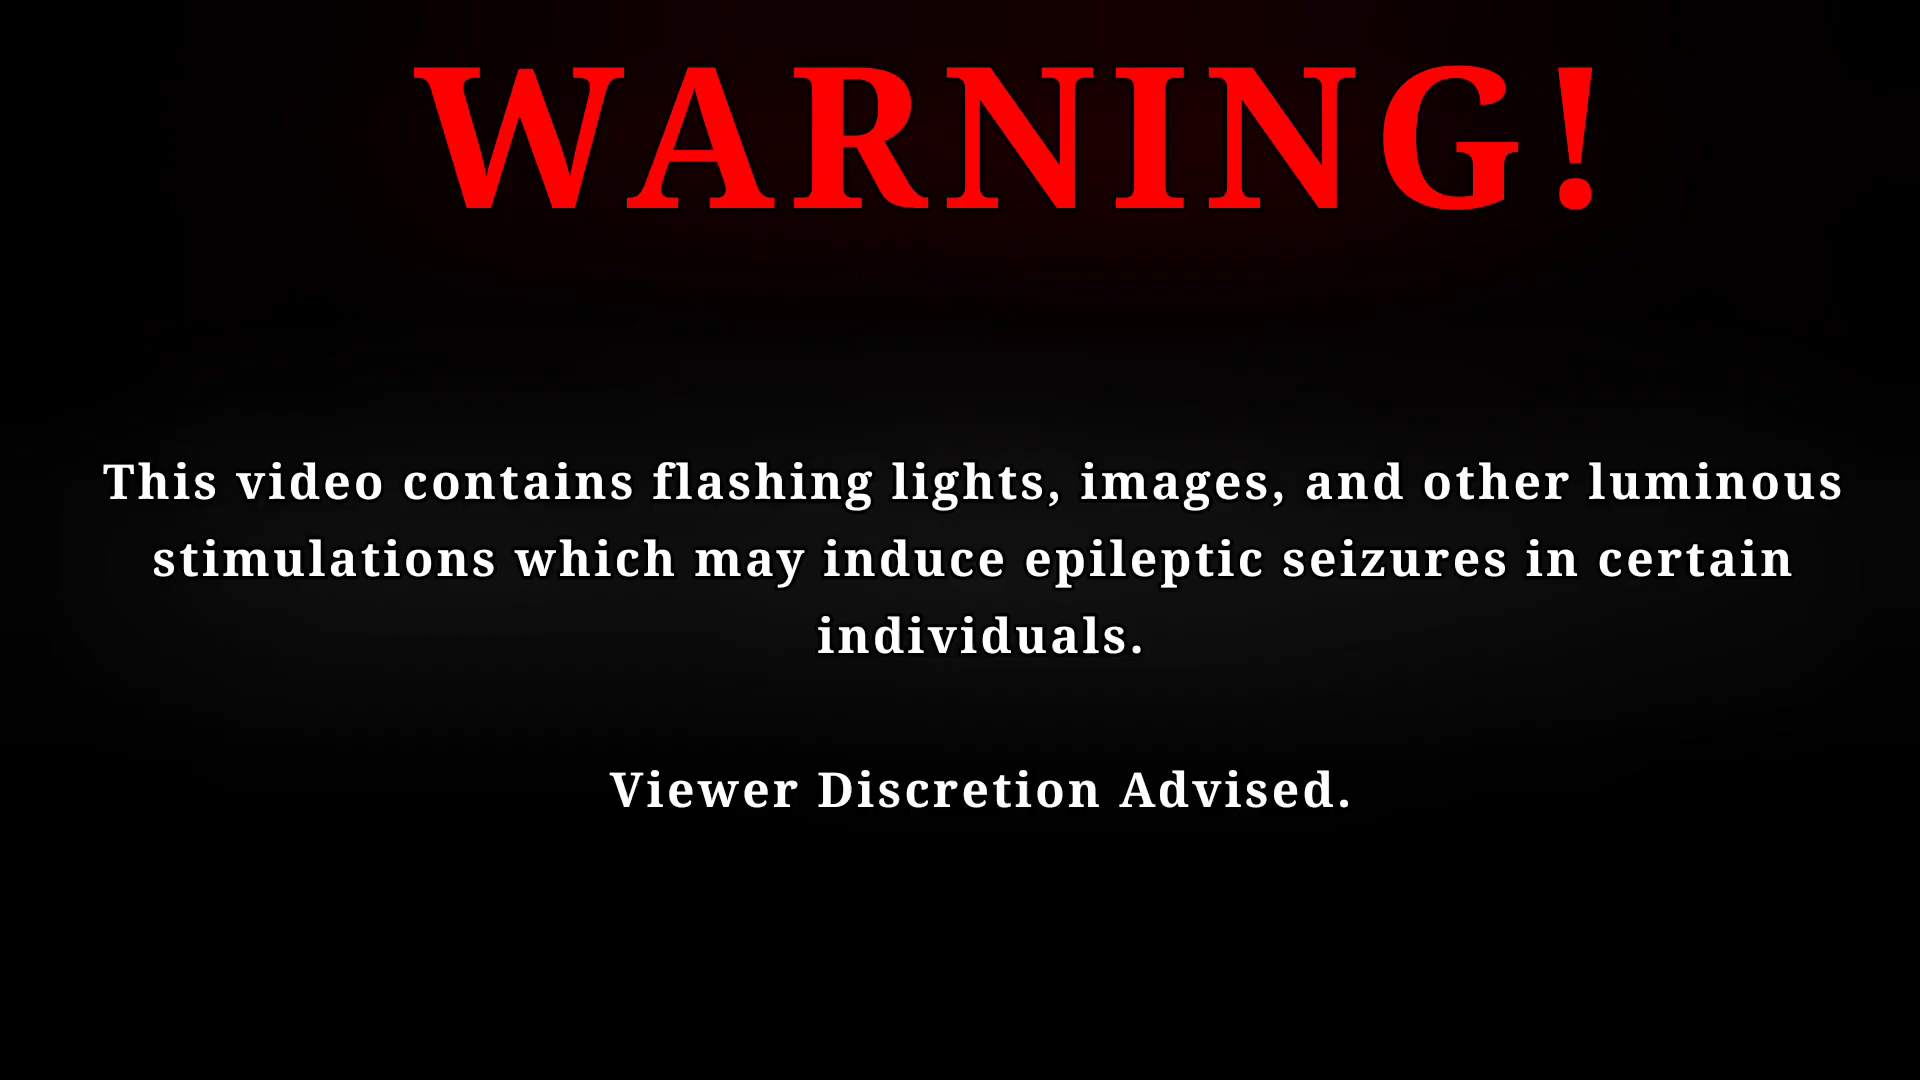 WARNING!
This video contains flashing lights, images, and other luminous
stimulations which may induce epileptic seizures in certain
individuals.
Viewer Discretion Advised.